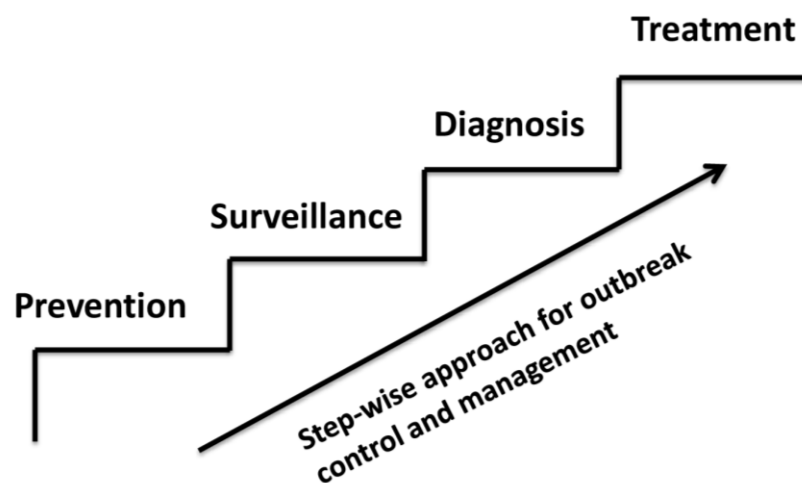 Treatment
Diagnosis
Surveillance
Prevention
Step-wise approach for outbreak
control and management